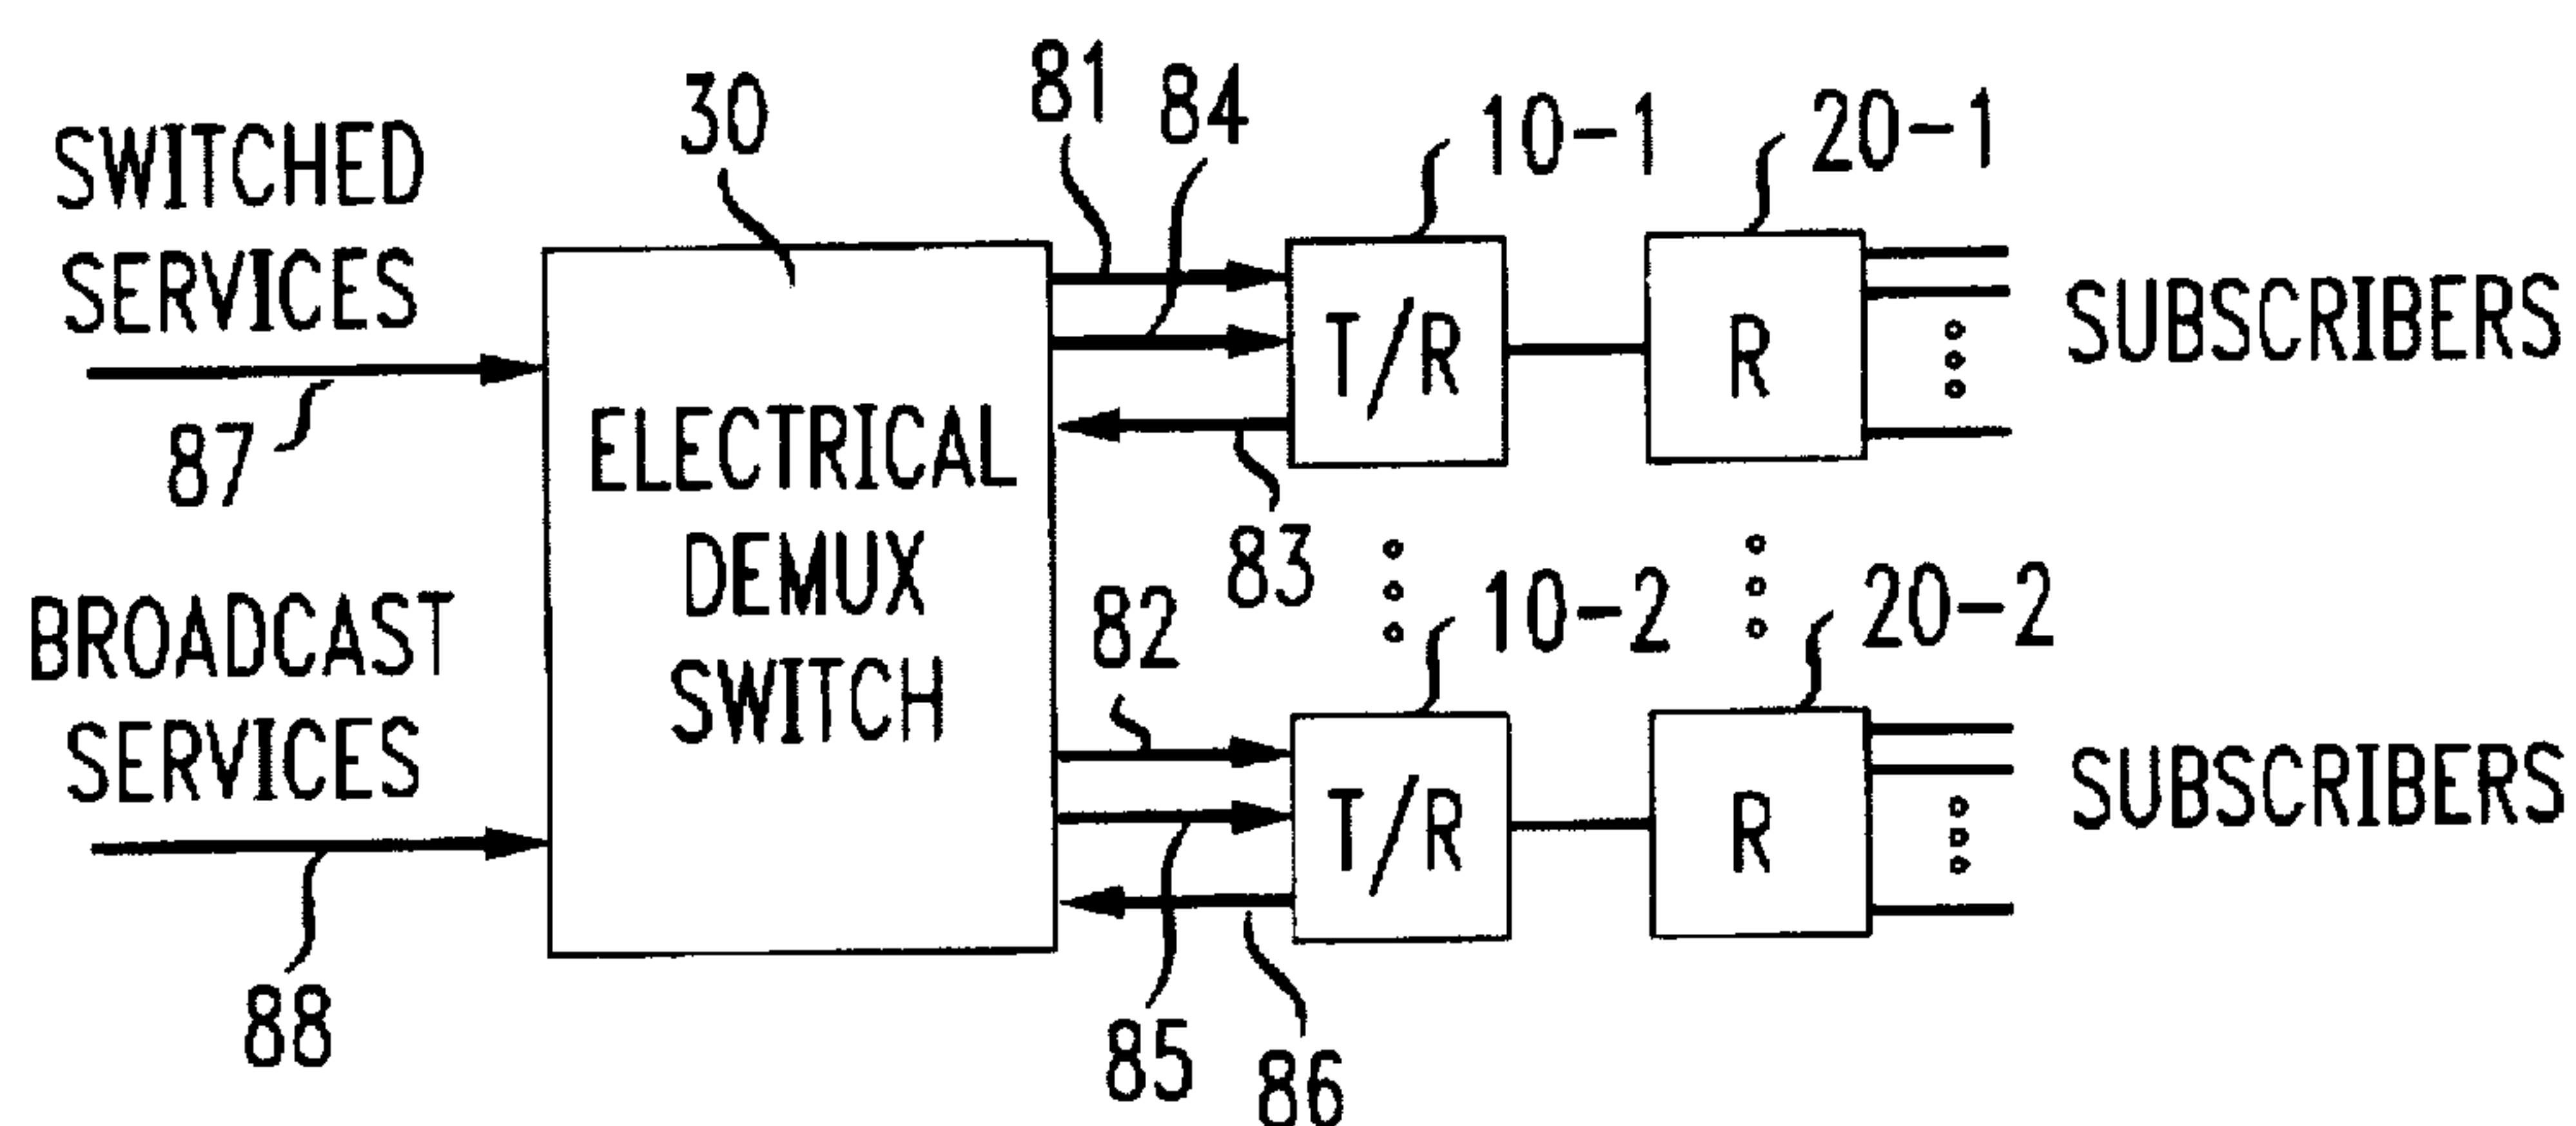 SWITCHED
SERVICES
87
BROADCAST
SERVICES
88
30
ELECTRICAL
DEMUX
SWITCH
81
84
83
10-1
T/R
20-1
R
SUBSCRIBERS
82
85
86
10-2
T/R
20-2
R
SUBSCRIBERS